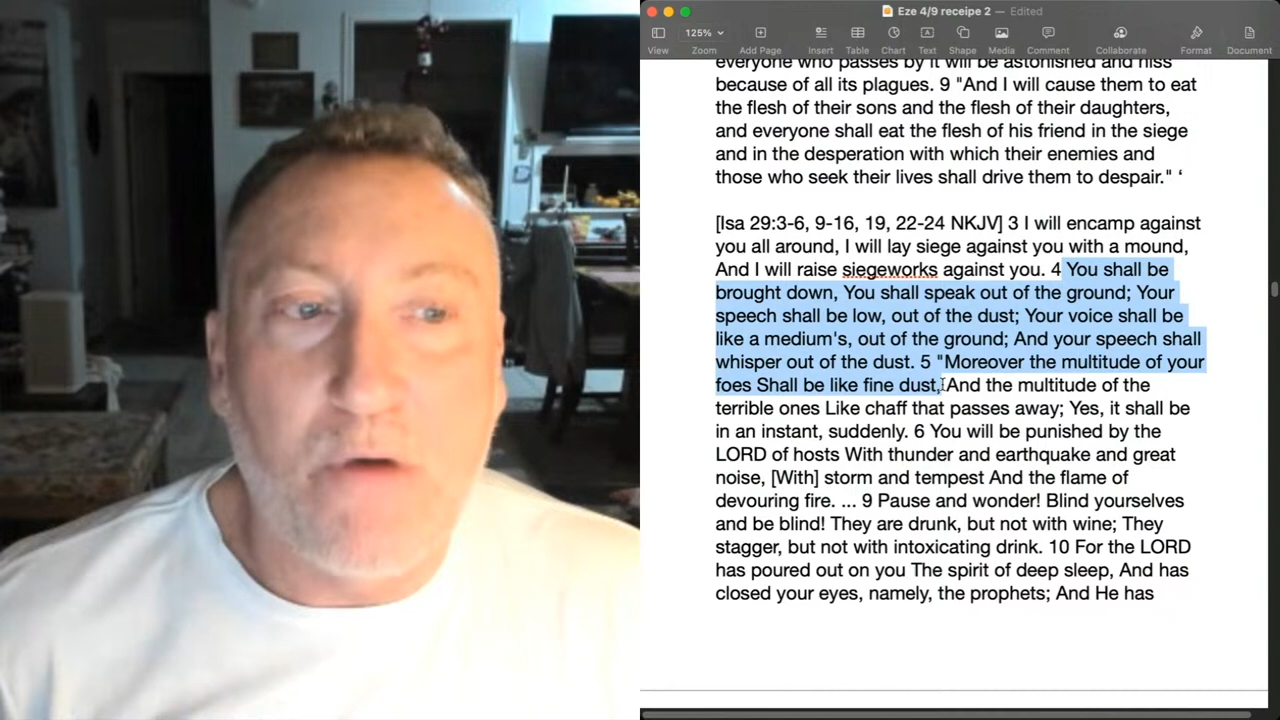 Eze 4/9 receipe 2 — Edited
125%
View Zoom Add Page Insert Table Chart Text Shape Media Comment Collaborate Format Document
everyone who passes by it will be astonished and hiss
because of all its plagues. 9 "And I will cause them to eat
the flesh of their sons and the flesh of their daughters,
and everyone shall eat the flesh of his friend in the siege
and in the desperation with which their enemies and
those who seek their lives shall drive them to despair." ‘
[Isa 29:3-6, 9-16, 19, 22-24 NKJV] 3 I will encamp against
you all around, I will lay siege against you with a mound,
And I will raise siegeworks against you. 4 You shall be
brought down, You shall speak out of the ground; Your
speech shall be low, out of the dust; Your voice shall be
like a medium's, out of the ground; And your speech shall
whisper out of the dust. 5 "Moreover the multitude of your
foes Shall be like fine dust, And the multitude of the
terrible ones Like chaff that passes away; Yes, it shall be
in an instant, suddenly. 6 You will be punished by the
LORD of hosts With thunder and earthquake and great
noise, [With] storm and tempest And the flame of
devouring fire. ... 9 Pause and wonder! Blind yourselves
and be blind! They are drunk, but not with wine; They
stagger, but not with intoxicating drink. 10 For the LORD
has poured out on you The spirit of deep sleep, And has
closed your eyes, namely, the prophets; And He has